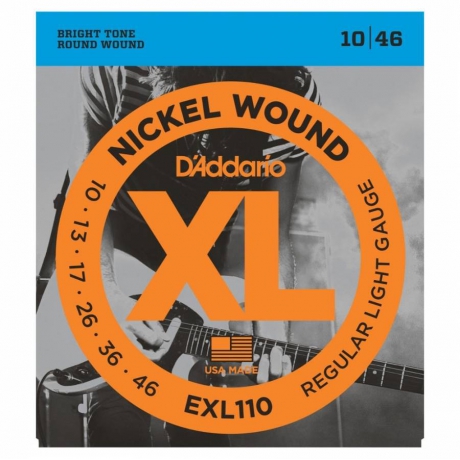 BRIGHT TONE
ROUND WOUND
10|46
NICKEL WOUND
D'Addario
XL
10 · 13 · 17 · 26 · 36 · 46
REGULAR LIGHT GAUGE
USA MADE
EXL110